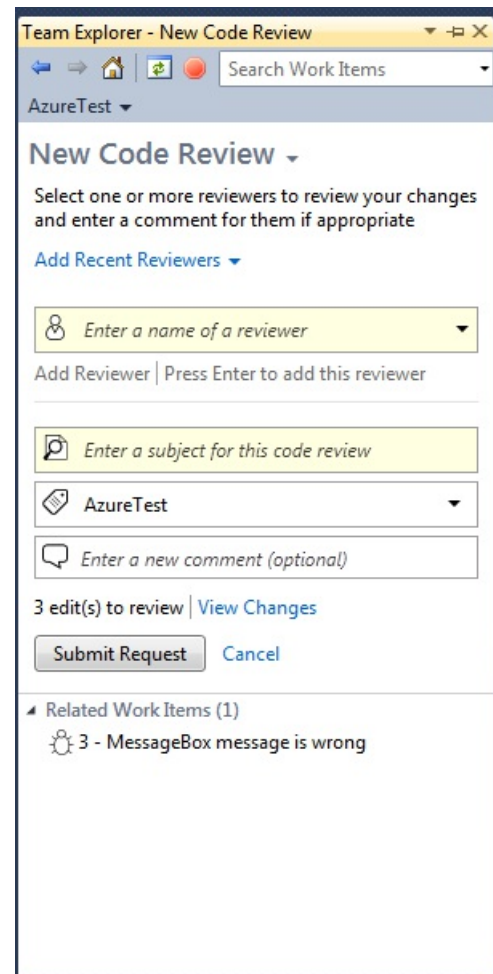 Team Explorer - New Code Review
Search Work Items
AzureTest
New Code Review
Select one or more reviewers to review your changes
and enter a comment for them if appropriate
Add Recent Reviewers
Enter a name of a reviewer
Add Reviewer | Press Enter to add this reviewer
Enter a subject for this code review
AzureTest
Enter a new comment (optional)
3 edit(s) to review | View Changes
Submit Request Cancel
Related Work Items (1)
3 - MessageBox message is wrong